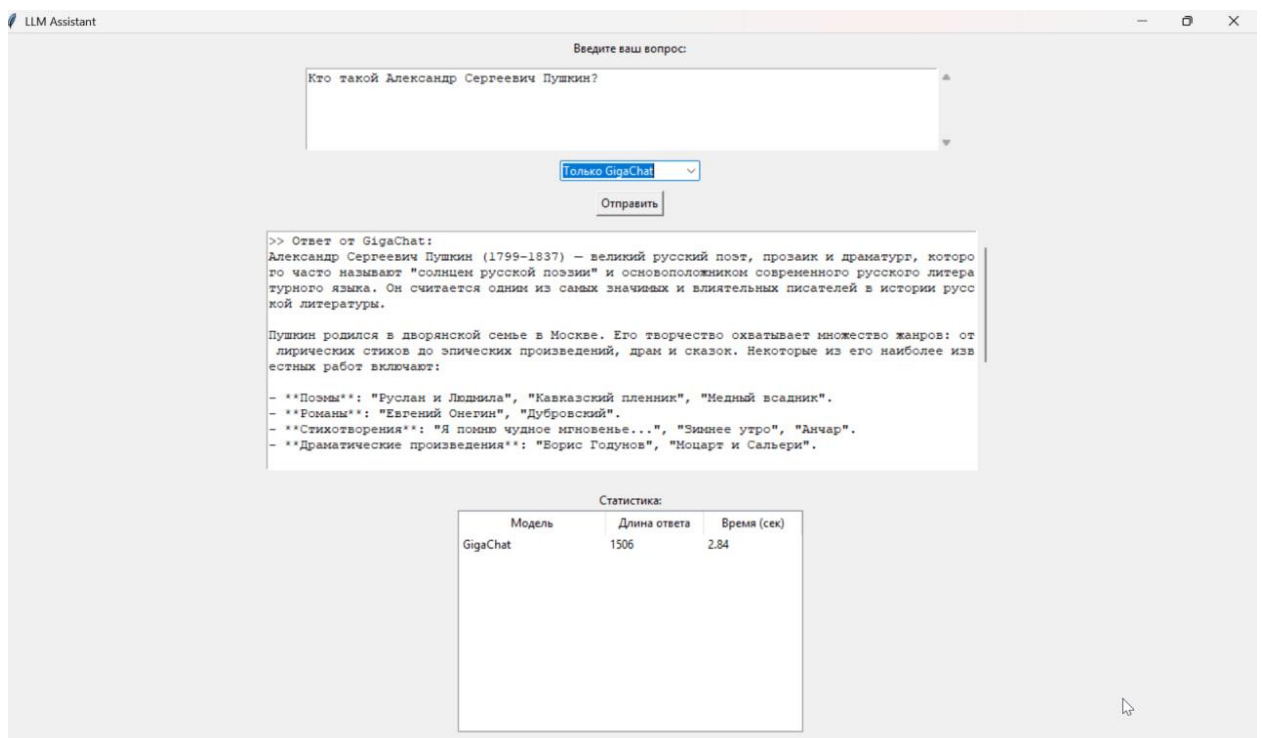 LLM Assistant
Введите ваш вопрос:
Кто такой Александр Сергеевич Пушкин?
Только GigaChat
Отправить
>> Ответ от GigaChat:
Александр Сергеевич Пушкин (1799–1837) — великий русский поэт, прозаик и драматург, которо
го часто называют "солнцем русской поэзии" и основоположником современного русского литера
турного языка. Он считается одним из самых значимых и влиятельных писателей в истории русс
кой литературы.
Пушкин родился в дворянской семье в Москве. Его творчество охватывает множество жанров: от
лирических стихов до эпических произведений, драм и сказок. Некоторые из его наиболее изв
естных работ включают:
- **Поэмы**: "Руслан и Людмила", "Кавказский пленник", "Медный всадник".
- **Романы**: "Евгений Онегин", "Дубровский".
- **Стихотворения**: "Я помню чудное мгновенье...", "Зимнее утро", "Анчар".
- **Драматические произведения**: "Борис Годунов", "Моцарт и Сальери".
Статистика:
Модель Длина ответа Время (сек)
GigaChat 1506 2.84